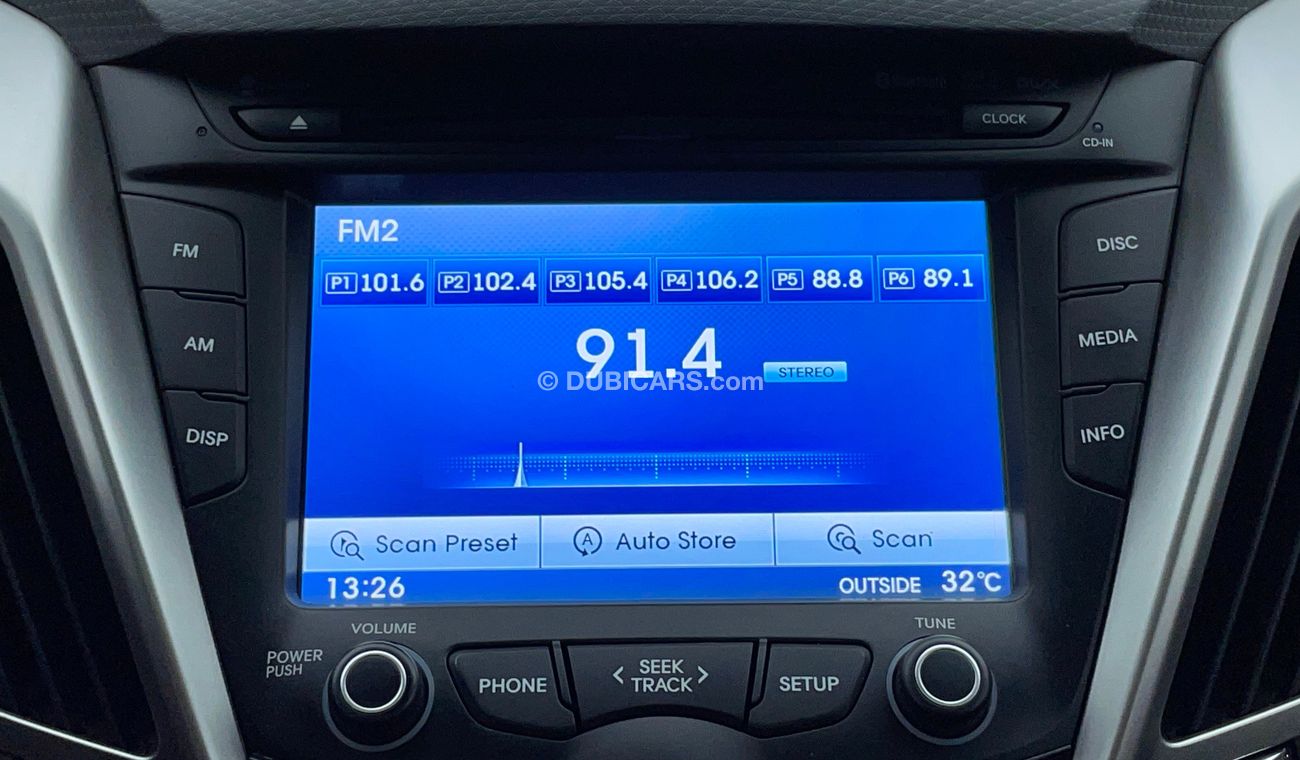 CLOCK
CD-IN
FM
AM
DISP
DISC
MEDIA
INFO
FM2
P1 101.6 P2 102.4 P3 105.4 P4 106.2 P5 88.8 P6 89.1
91.4
STEREO
© DUBICARS.com
Scan Preset A Auto Store Scan
13:26 OUTSIDE 32°C
VOLUME
TUNE
POWER
PUSH
PHONE
< SEEK >
TRACK
SETUP